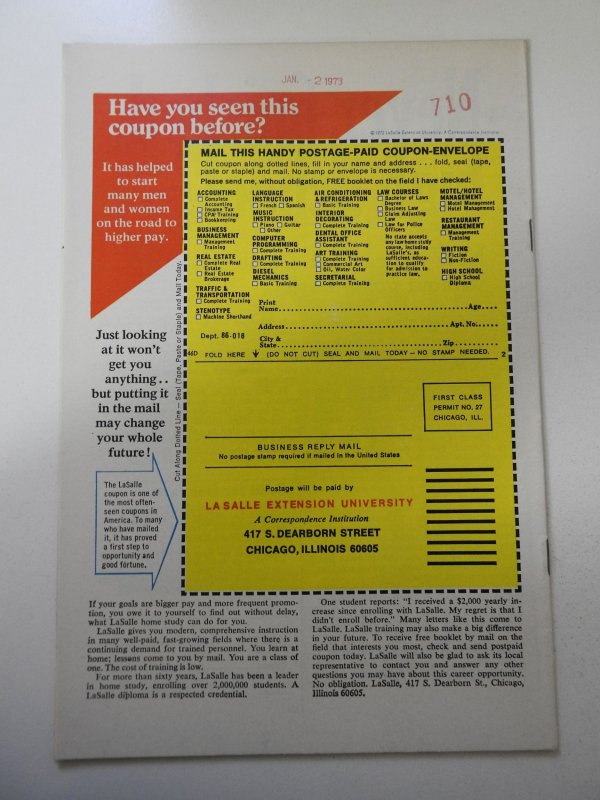 JAN. - 2 1973
710
Have you seen this
coupon before?
© 1972 LaSalle Extension University, A Correspondence Institution
It has helped
to start
many men
and women
on the road to
higher pay.
MAIL THIS HANDY POSTAGE-PAID COUPON-ENVELOPE
Cut coupon along dotted lines, fill in your name and address . . . fold, seal (tape,
paste or staple) and mail. No stamp or envelope is necessary.
Please send me, without obligation, FREE booklet on the field I have checked:
ACCOUNTING
Complete
Accounting
Income Tax
CPA Training
Bookkeeping
BUSINESS
MANAGEMENT
Management
Training
REAL ESTATE
Complete Real
Estate
Real Estate
Brokerage
TRAFFIC &
TRANSPORTATION
Complete Training
STENOTYPE
Machine Shorthand
LANGUAGE
INSTRUCTION
French Spanish
MUSIC
INSTRUCTION
Piano Guitar
Other
COMPUTER
PROGRAMMING
Complete Training
DRAFTING
Complete Training
DIESEL
MECHANICS
Basic Training
AIR CONDITIONING
& REFRIGERATION
Basic Training
INTERIOR
DECORATING
Complete Training
DENTAL OFFICE
ASSISTANT
Complete Training
ART TRAINING
Complete Training
Commercial Art
Oil, Water Color
SECRETARIAL
Complete Training
LAW COURSES
Bachelor of Laws
Degree
Business Law
Claim Adjusting
Law
Law for Police
Officers
No state accepts
any law home study
course, including
LaSalle's, as
sufficient educa-
tion to qualify
for admission to
practice law.
MOTEL/HOTEL
MANAGEMENT
Motel Management
Hotel Management
RESTAURANT
MANAGEMENT
Management
Training
WRITING
Fiction
Non-Fiction
HIGH SCHOOL
High School
Diploma
Print
Name Age
Address Apt. No.
Dept. 86-018
City &
State Zip
46D FOLD HERE (DO NOT CUT) SEAL AND MAIL TODAY — NO STAMP NEEDED. 2
Cut Along Dotted Line — Seal (Tape, Paste or Staple) and Mail Today.
Just looking
at it won't
get you
anything . .
but putting it
in the mail
may change
your whole
future!
The LaSalle
coupon is one of
the most often-
seen coupons in
America. To many
who have mailed
it, it has proved
a first step to
opportunity and
good fortune.
FIRST CLASS
PERMIT NO. 27
CHICAGO, ILL.
BUSINESS REPLY MAIL
No postage stamp required if mailed in the United States
Postage will be paid by
LA SALLE EXTENSION UNIVERSITY
A Correspondence Institution
417 S. DEARBORN STREET
CHICAGO, ILLINOIS 60605
If your goals are bigger pay and more frequent promo-
tion, you owe it to yourself to find out without delay,
what LaSalle home study can do for you.
LaSalle gives you modern, comprehensive instruction
in many well-paid, fast-growing fields where there is a
continuing demand for trained personnel. You learn at
home; lessons come to you by mail. You are a class of
one. The cost of training is low.
For more than sixty years, LaSalle has been a leader
in home study, enrolling over 2,000,000 students. A
LaSalle diploma is a respected credential.
One student reports: "I received a $2,000 yearly in-
crease since enrolling with LaSalle. My regret is that I
didn't enroll before." Many letters like this come to
LaSalle. LaSalle training may also make a big difference
in your future. To receive free booklet by mail on the
field that interests you most, check and send postpaid
coupon today. LaSalle will also be glad to ask its local
representative to contact you and answer any other
questions you may have about this career opportunity.
No obligation. LaSalle, 417 S. Dearborn St., Chicago,
Illinois 60605.